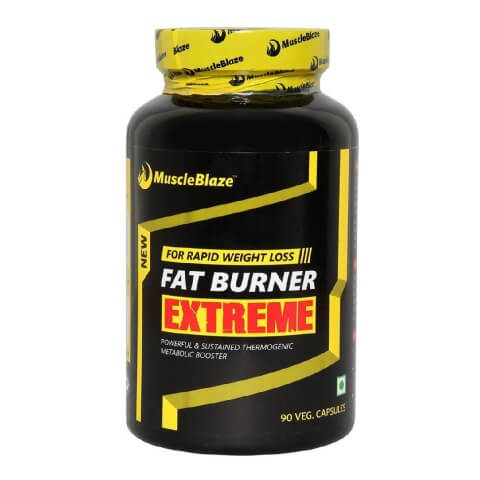 MuscleBlaze
MuscleBlaze
MuscleBlaze
MuscleBlaze™
NEW
FOR RAPID WEIGHT LOSS
FAT BURNER
EXTREME
POWERFUL & SUSTAINED THERMOGENIC
METABOLIC BOOSTER
90 VEG. CAPSULES